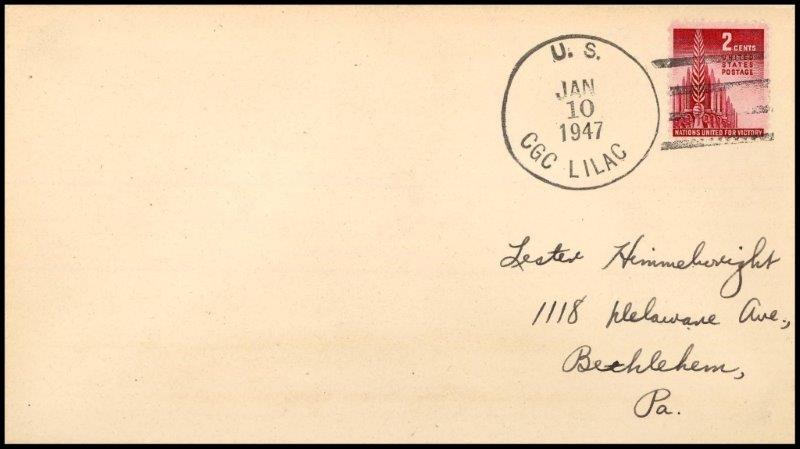 U. S.
JAN
10
1947
CGC LILAC
2 CENTS
UNITED
STATES
POSTAGE
NATIONS UNITED FOR VICTORY
Lester Himmelwright
1118 Delaware Ave.,
Bethlehem,
Pa.